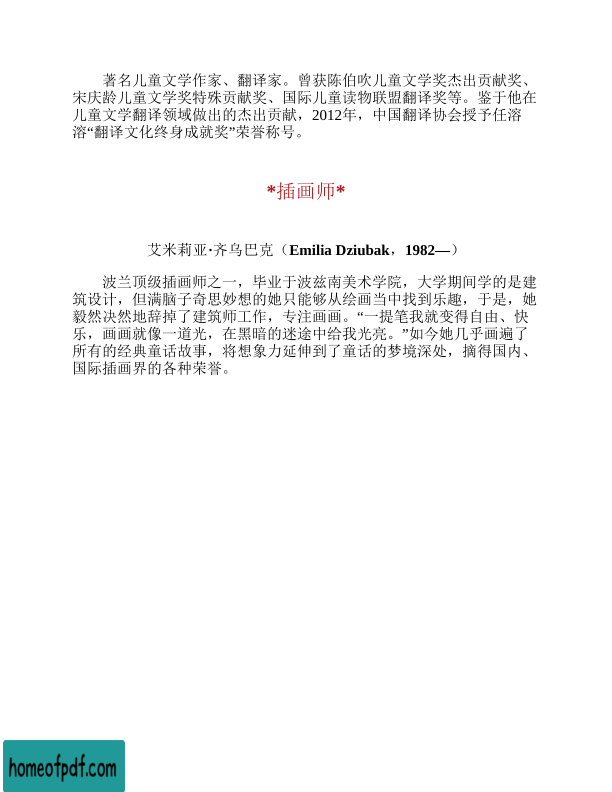 著名儿童文学作家、翻译家。曾获陈伯吹儿童文学奖杰出贡献奖、
宋庆龄儿童文学奖特殊贡献奖、国际儿童读物联盟翻译奖等。鉴于他在
儿童文学翻译领域做出的杰出贡献，2012年，中国翻译协会授予任溶
溶“翻译文化终身成就奖”荣誉称号。
*插画师*
艾米莉亚·齐乌巴克（Emilia Dziubak，1982—）
波兰顶级插画师之一，毕业于波兹南美术学院，大学期间学的是建
筑设计，但满脑子奇思妙想的她只能够从绘画当中找到乐趣，于是，她
毅然决然地辞掉了建筑师工作，专注画画。“一提笔我就变得自由、快
乐，画画就像一道光，在黑暗的迷途中给我光亮。”如今她几乎画遍了
所有的经典童话故事，将想象力延伸到了童话的梦境深处，摘得国内、
国际插画界的各种荣誉。
homeofpdf.com